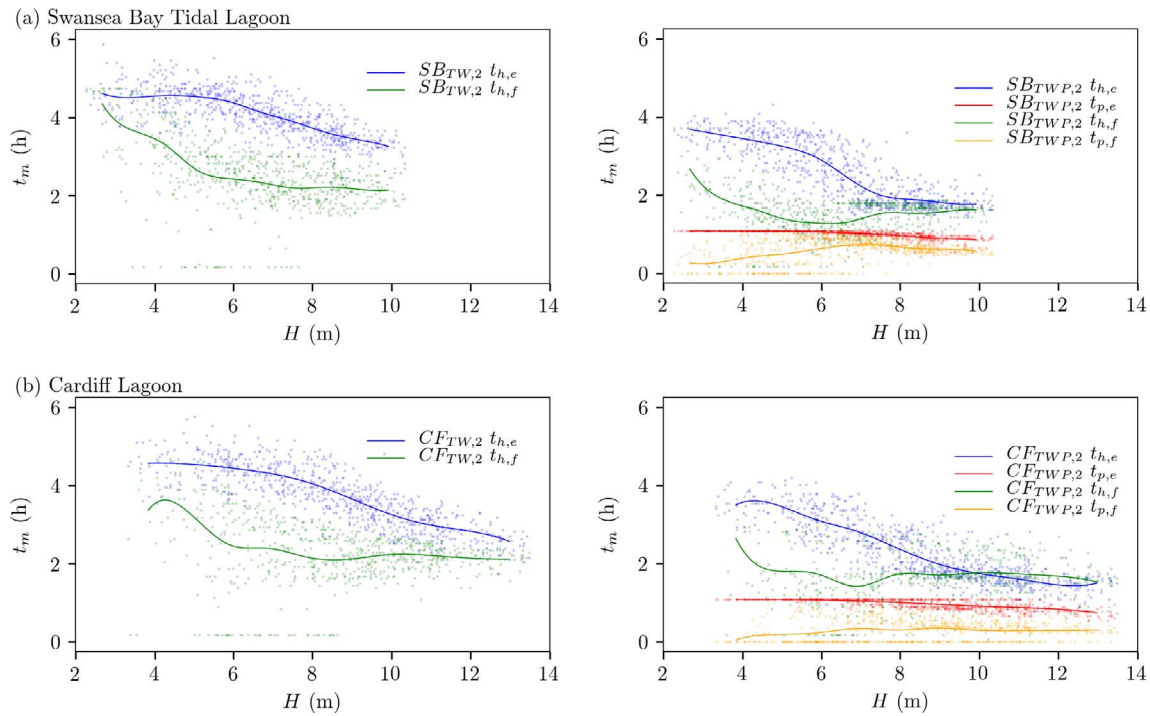 (a) Swansea Bay Tidal Lagoon
6
4
2
0
t_m (h)
SB_{TW,2} t_{h,e}
SB_{TW,2} t_{h,f}
2 4 6 8 10 12 14
H (m)
6
4
2
0
t_m (h)
SB_{TWP,2} t_{h,e}
SB_{TWP,2} t_{p,e}
SB_{TWP,2} t_{h,f}
SB_{TWP,2} t_{p,f}
2 4 6 8 10 12 14
H (m)
(b) Cardiff Lagoon
6
4
2
0
t_m (h)
CF_{TW,2} t_{h,e}
CF_{TW,2} t_{h,f}
2 4 6 8 10 12 14
H (m)
6
4
2
0
t_m (h)
CF_{TWP,2} t_{h,e}
CF_{TWP,2} t_{p,e}
CF_{TWP,2} t_{h,f}
CF_{TWP,2} t_{p,f}
2 4 6 8 10 12 14
H (m)